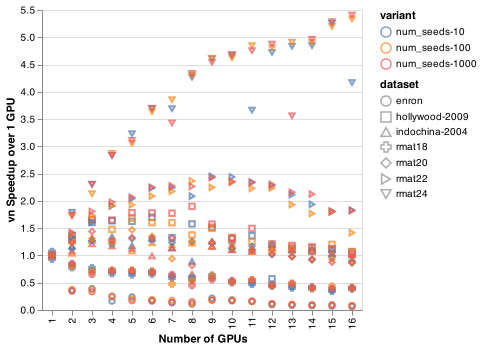 5.5
5.0
4.5
4.0
3.5
3.0
2.5
2.0
1.5
1.0
0.5
0.0
vn Speedup over 1 GPU
1 2 3 4 5 6 7 8 9 10 11 12 13 14 15 16
Number of GPUs
variant
num_seeds-10
num_seeds-100
num_seeds-1000
dataset
enron
hollywood-2009
indochina-2004
rmat18
rmat20
rmat22
rmat24